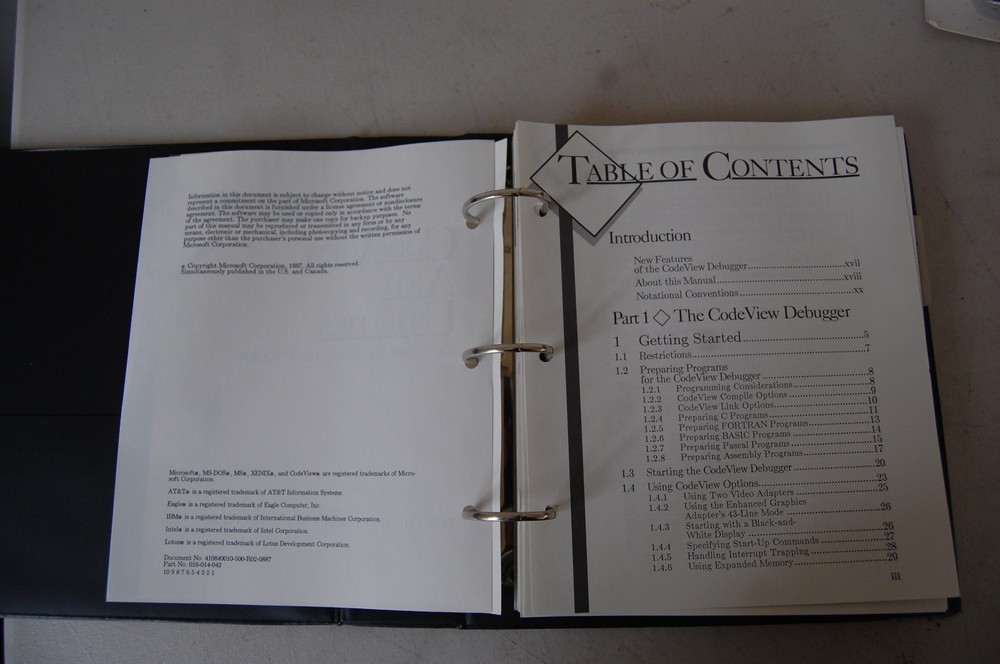 Information in this document is subject to change without notice and does not
represent a commitment on the part of Microsoft Corporation. The software
described in this document is furnished under a license agreement or nondisclosure
agreement. The software may be used or copied only in accordance with the terms
of the agreement. The purchaser may make one copy for backup purposes. No
part of this manual may be reproduced or transmitted in any form or by any
means, electronic or mechanical, including photocopying and recording, for any
purpose other than the purchaser's personal use without the written permission of
Microsoft Corporation.
© Copyright Microsoft Corporation, 1987. All rights reserved.
Simultaneously published in the U.S. and Canada.
Microsoft®, MS-DOS®, MS®, XENIX®, and CodeView® are registered trademarks of Micro-
soft Corporation.
AT&T® is a registered trademark of AT&T Information Systems.
Eagle® is a registered trademark of Eagle Computer, Inc.
IBM® is a registered trademark of International Business Machines Corporation.
Intel® is a registered trademark of Intel Corporation.
Lotus® is a registered trademark of Lotus Development Corporation.
Document No. 410840010-500-R02-0887
Part No. 016-014-042
10 9 8 7 6 5 4 3 2 1
TABLE OF CONTENTS
Introduction
New Features
of the CodeView Debugger xvii
About this Manual xviii
Notational Conventions xx
Part 1 ◇ The CodeView Debugger
1 Getting Started 5
1.1 Restrictions 7
1.2 Preparing Programs
for the CodeView Debugger 8
1.2.1 Programming Considerations 8
1.2.2 CodeView Compile Options 9
1.2.3 CodeView Link Options 10
1.2.4 Preparing C Programs 11
1.2.5 Preparing FORTRAN Programs 13
1.2.6 Preparing BASIC Programs 14
1.2.7 Preparing Pascal Programs 15
1.2.8 Preparing Assembly Programs 17
1.3 Starting the CodeView Debugger 20
1.4 Using CodeView Options 23
1.4.1 Using Two Video Adapters 25
1.4.2 Using the Enhanced Graphics
Adapter's 43-Line Mode 26
1.4.3 Starting with a Black-and-
White Display 26
1.4.4 Specifying Start-Up Commands 27
1.4.5 Handling Interrupt Trapping 28
1.4.6 Using Expanded Memory 29
iii